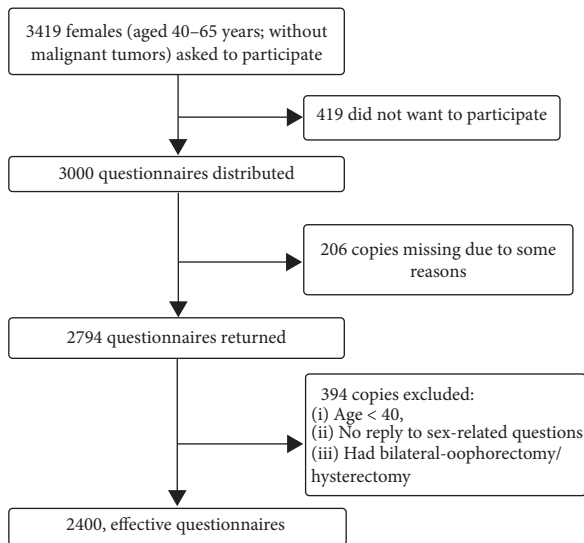 3419 females (aged 40–65 years; without
malignant tumors) asked to participate
419 did not want to participate
3000 questionnaires distributed
206 copies missing due to some
reasons
2794 questionnaires returned
394 copies excluded:
(i) Age < 40,
(ii) No reply to sex-related questions
(iii) Had bilateral-oophorectomy/
hysterectomy
2400, effective questionnaires